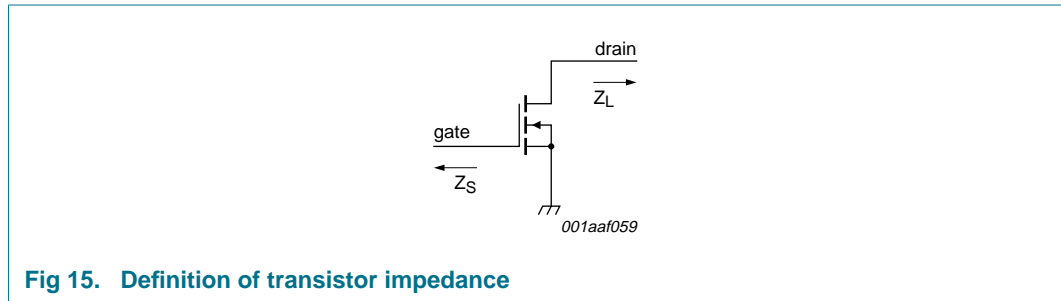 drain
Z_L
gate
Z_S
001aaf059
Fig 15. Definition of transistor impedance